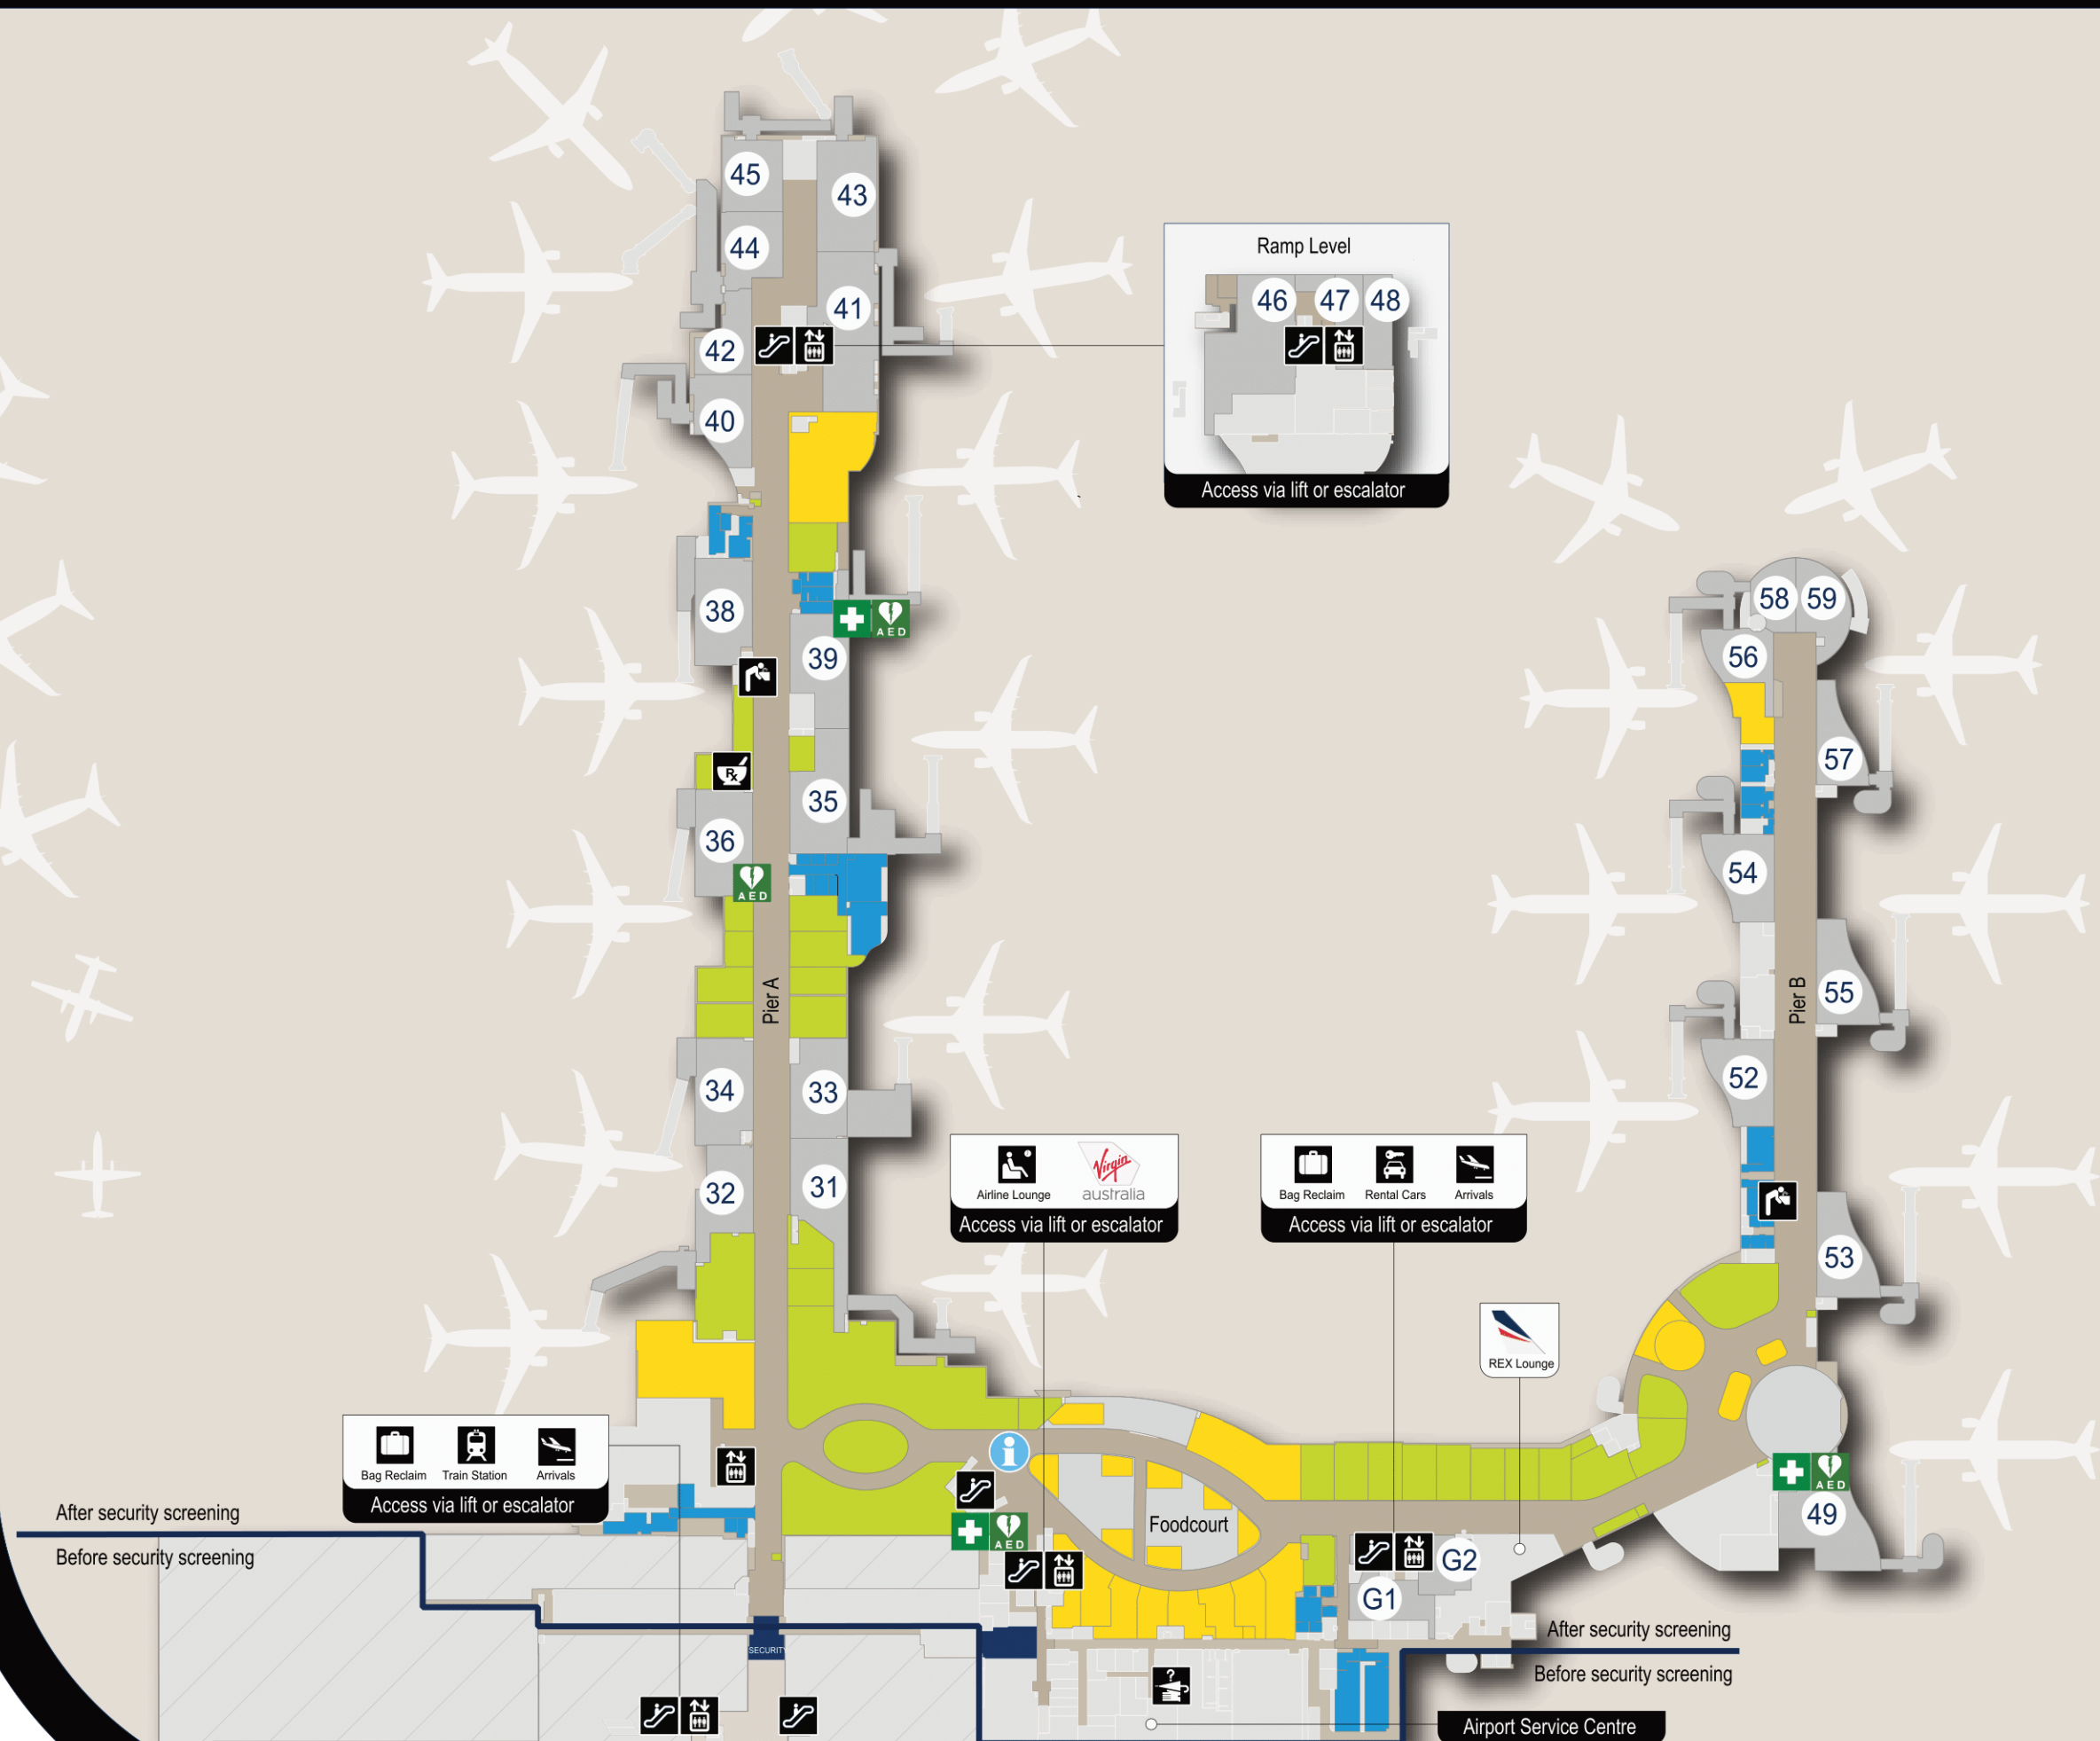 45
43
44
41
42
40
Ramp Level
46 47 48
Access via lift or escalator
38
39
AED
58 59
56
57
Rx
35
36
AED
54
55
Pier A
Pier B
34
33
52
32
31
53
Airline Lounge
Virgin
australia
Access via lift or escalator
Bag Reclaim Rental Cars Arrivals
Access via lift or escalator
REX Lounge
Bag Reclaim Train Station Arrivals
Access via lift or escalator
i
AED
49
After security screening
Before security screening
Foodcourt
AED
G2
G1
SECURITY
After security screening
Before security screening
?
Airport Service Centre